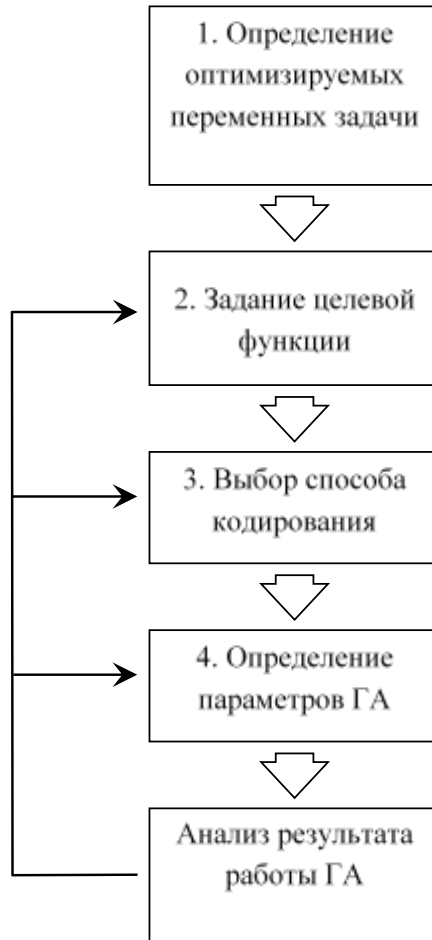 1. Определение
оптимизируемых
переменных задачи
2. Задание целевой
функции
3. Выбор способа
кодирования
4. Определение
параметров ГА
Анализ результата
работы ГА